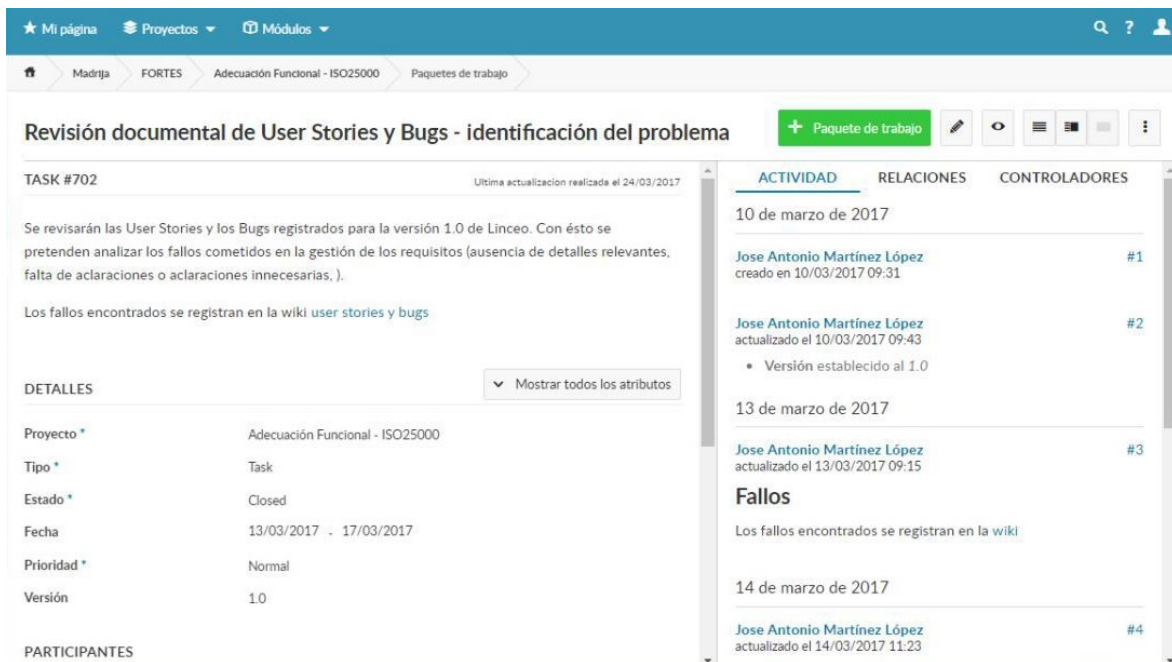 Mi página Proyectos Módulos ?
Madrija FORTES Adecuación Funcional - ISO25000 Paquetes de trabajo
Revisión documental de User Stories y Bugs - identificación del problema
+ Paquete de trabajo
TASK #702
Ultima actualizacion realizada el 24/03/2017
Se revisarán las User Stories y los Bugs registrados para la versión 1.0 de Linceo. Con ésto se
pretenden analizar los fallos cometidos en la gestión de los requisitos (ausencia de detalles relevantes,
falta de aclaraciones o aclaraciones innecesarias, ).
Los fallos encontrados se registran en la wiki user stories y bugs
DETALLES
Mostrar todos los atributos
Proyecto * Adecuación Funcional - ISO25000
Tipo * Task
Estado * Closed
Fecha 13/03/2017 - 17/03/2017
Prioridad * Normal
Versión 1.0
PARTICIPANTES
ACTIVIDAD RELACIONES CONTROLADORES
10 de marzo de 2017
Jose Antonio Martínez López #1
creado en 10/03/2017 09:31
Jose Antonio Martínez López #2
actualizado el 10/03/2017 09:43
• Versión establecido al 1.0
13 de marzo de 2017
Jose Antonio Martínez López #3
actualizado el 13/03/2017 09:15
Fallos
Los fallos encontrados se registran en la wiki
14 de marzo de 2017
Jose Antonio Martínez López #4
actualizado el 14/03/2017 11:23